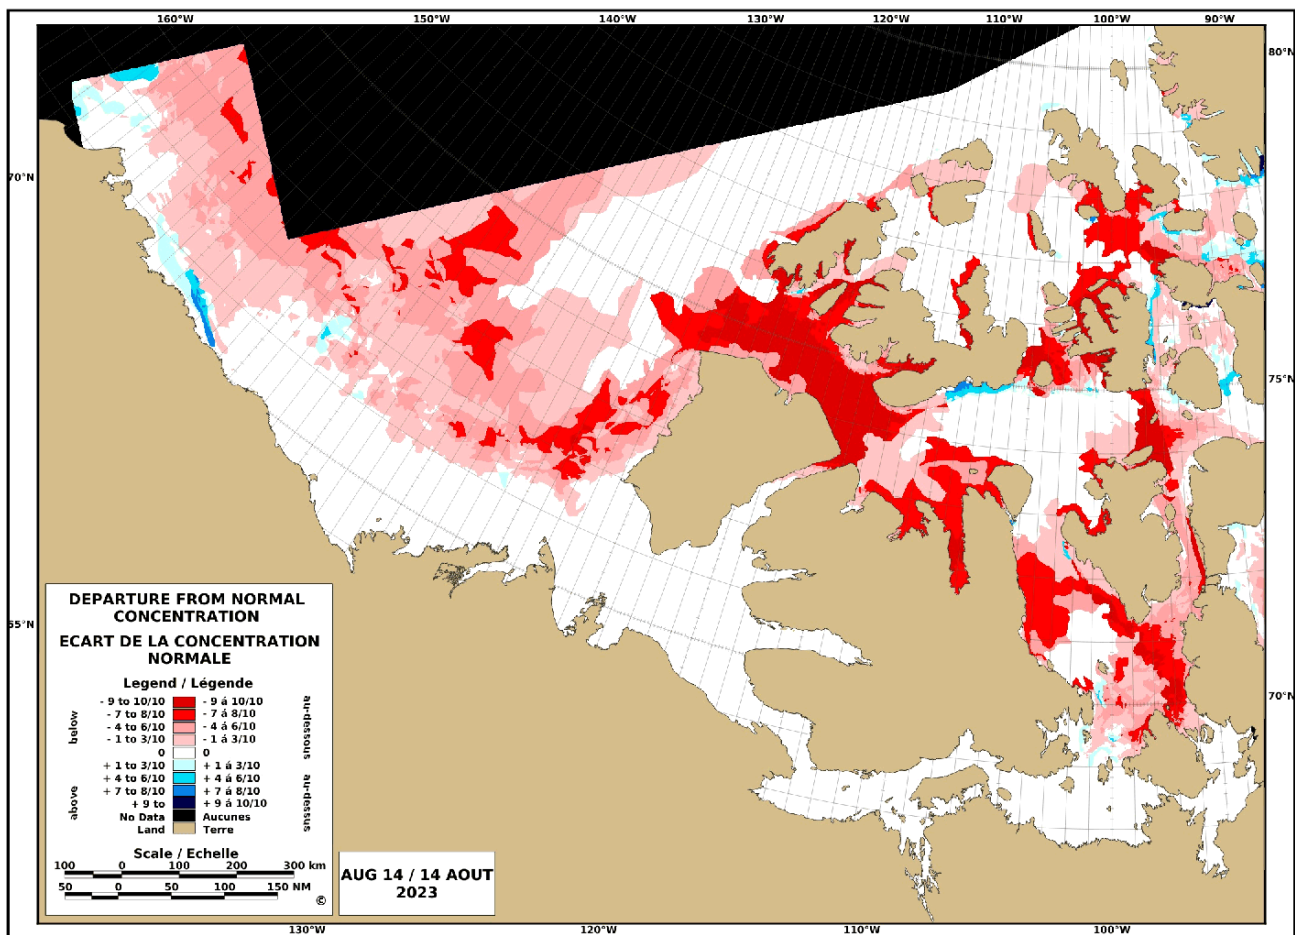 160°W 150°W 140°W 130°W 120°W 110°W 100°W 90°W
80°N
70°N
75°N
55°N
70°N
DEPARTURE FROM NORMAL
CONCENTRATION
ECART DE LA CONCENTRATION
NORMALE
Legend / Légende
below
au-dessous
- 9 to 10/10 - 9 á 10/10
- 7 to 8/10 - 7 á 8/10
- 4 to 6/10 - 4 á 6/10
- 1 to 3/10 - 1 á 3/10
0 0
above
au-dessus
+ 1 to 3/10 + 1 á 3/10
+ 4 to 6/10 + 4 á 6/10
+ 7 to 8/10 + 7 á 8/10
+ 9 to + 9 á 10/10
No Data Aucunes
Land Terre
Scale / Echelle
100 0 100 200 300 km
50 0 50 100 150 NM
©
AUG 14 / 14 AOUT
2023
130°W 120°W 110°W 100°W